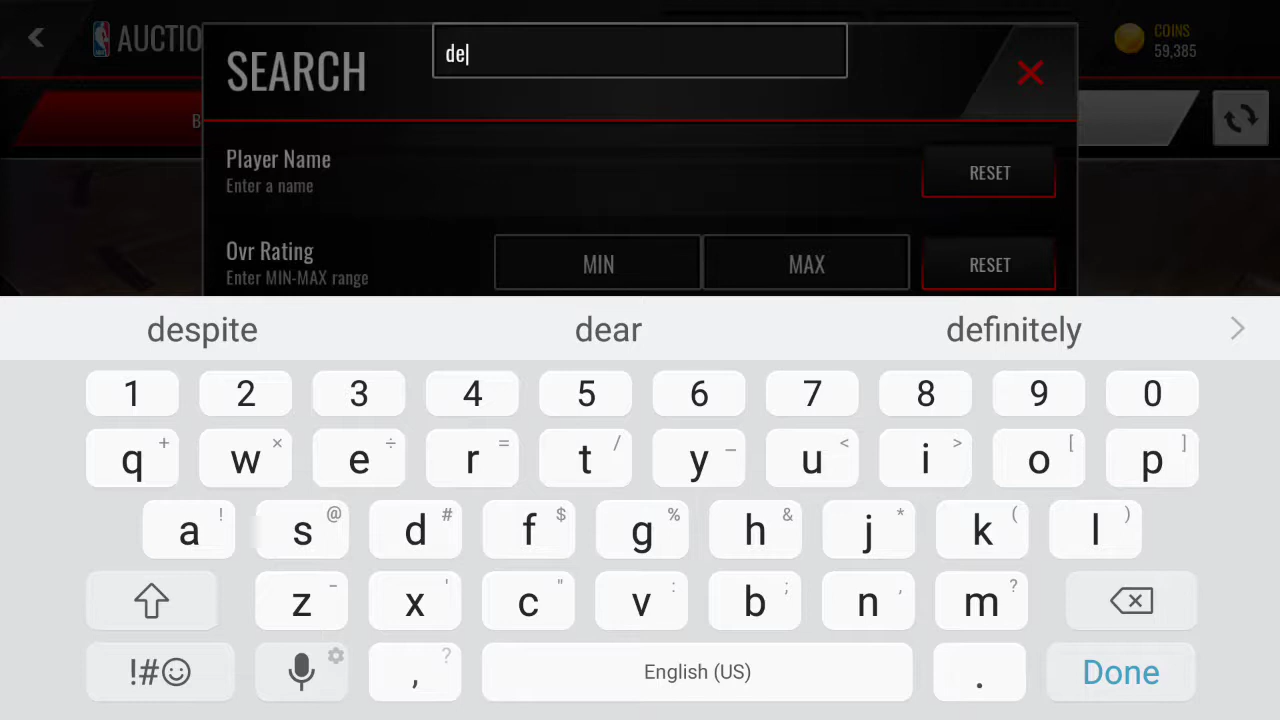 AUCTIO
SEARCH
de
COINS
59,385
B
Player Name
Enter a name
RESET
Ovr Rating
Enter MIN-MAX range
MIN
MAX
RESET
despite
dear
definitely
1 2 3 4 5 6 7 8 9 0
q + w × e ÷ r = t / y _ u < i > o [ p ]
a ! s @ d # f $ g % h & j * k ( l )
z - x ' c " v : b ; n , m ?
!#☺ , ? English (US) . Done